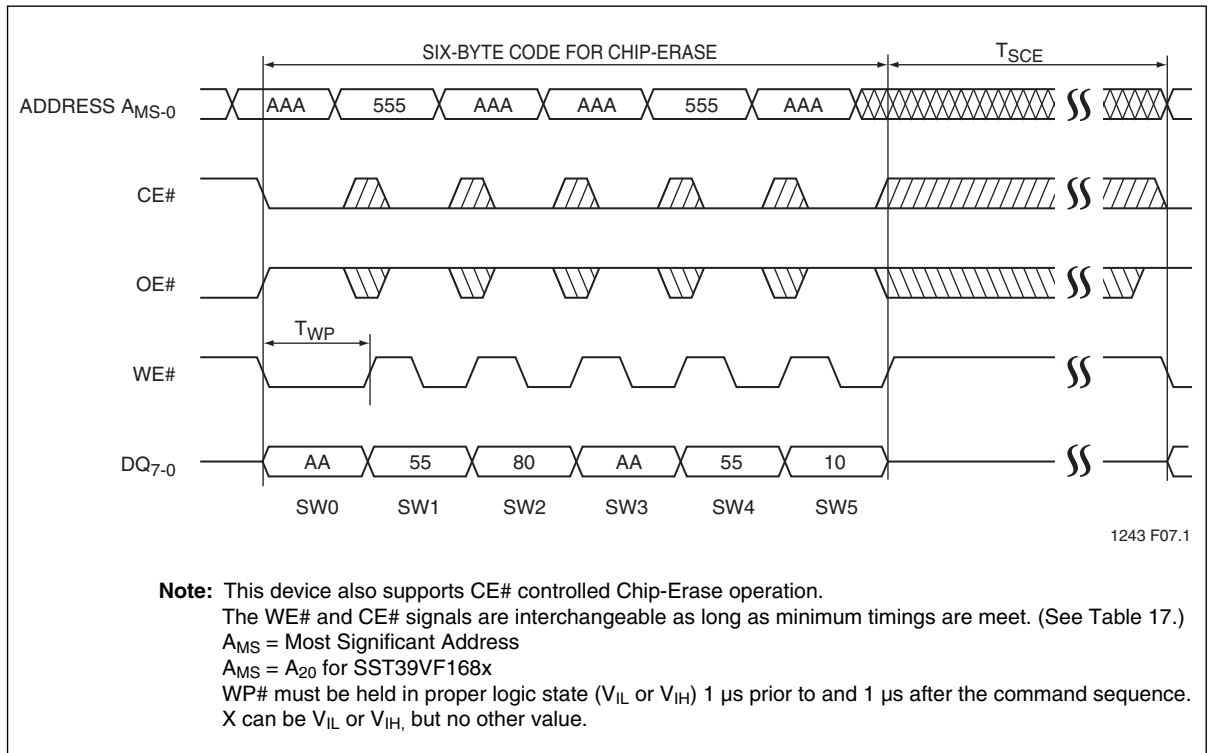 SIX-BYTE CODE FOR CHIP-ERASE TSCE
ADDRESS AMS-0 AAA 555 AAA AAA 555 AAA
CE#
OE#
TWP
WE#
DQ7-0 AA 55 80 AA 55 10
SW0 SW1 SW2 SW3 SW4 SW5
1243 F07.1
Note: This device also supports CE# controlled Chip-Erase operation.
The WE# and CE# signals are interchangeable as long as minimum timings are meet. (See Table 17.)
AMS = Most Significant Address
AMS = A20 for SST39VF168x
WP# must be held in proper logic state (VIL or VIH) 1 µs prior to and 1 µs after the command sequence.
X can be VIL or VIH, but no other value.